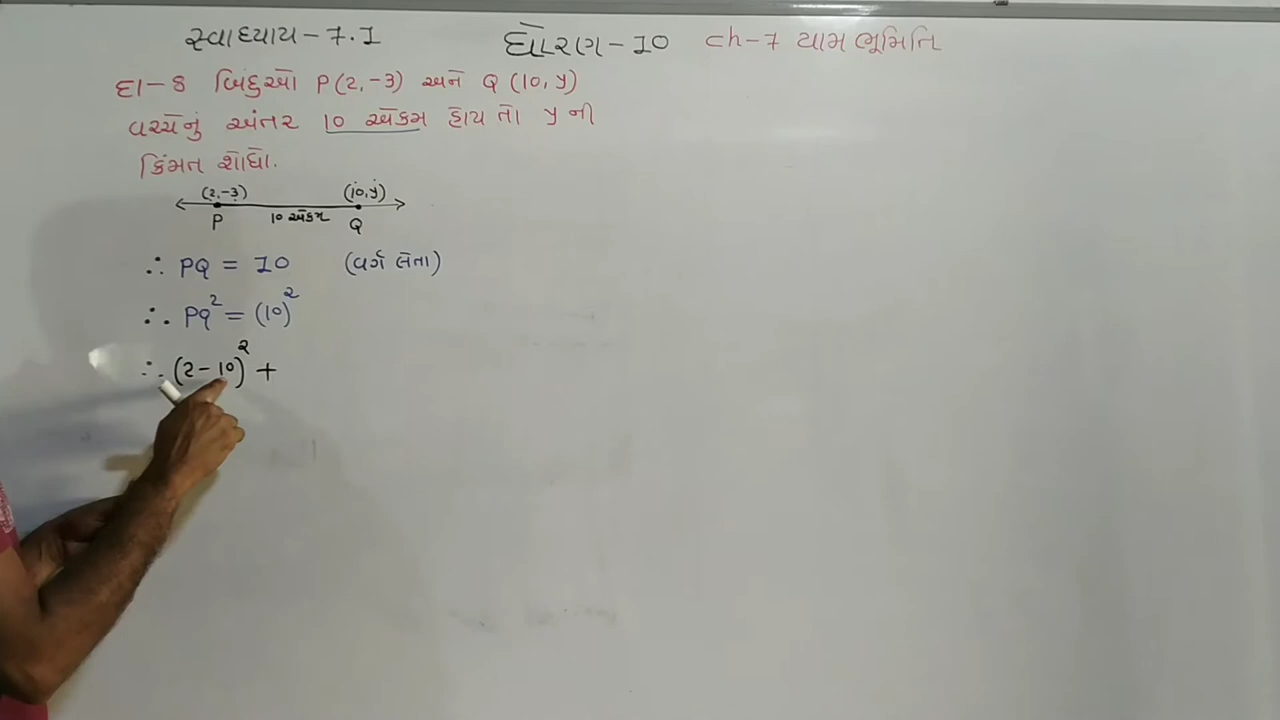 સ્વાધ્યાય - 7.1 ધોરણ - 10 ch-7 યામ ભૂમિતિ
દા-8 બિંદુઓ P(2,-3) અને Q (10, y)
વચ્ચેનું અંતર 10 એકમ હોય તો y ની
કિંમત શોધો.
(2,-3) (10,y)
P 10 એકમ Q
∴ PQ = 10 (વર્ગ લેતા)
∴ PQ² = (10)²
∴ (2-10)² +